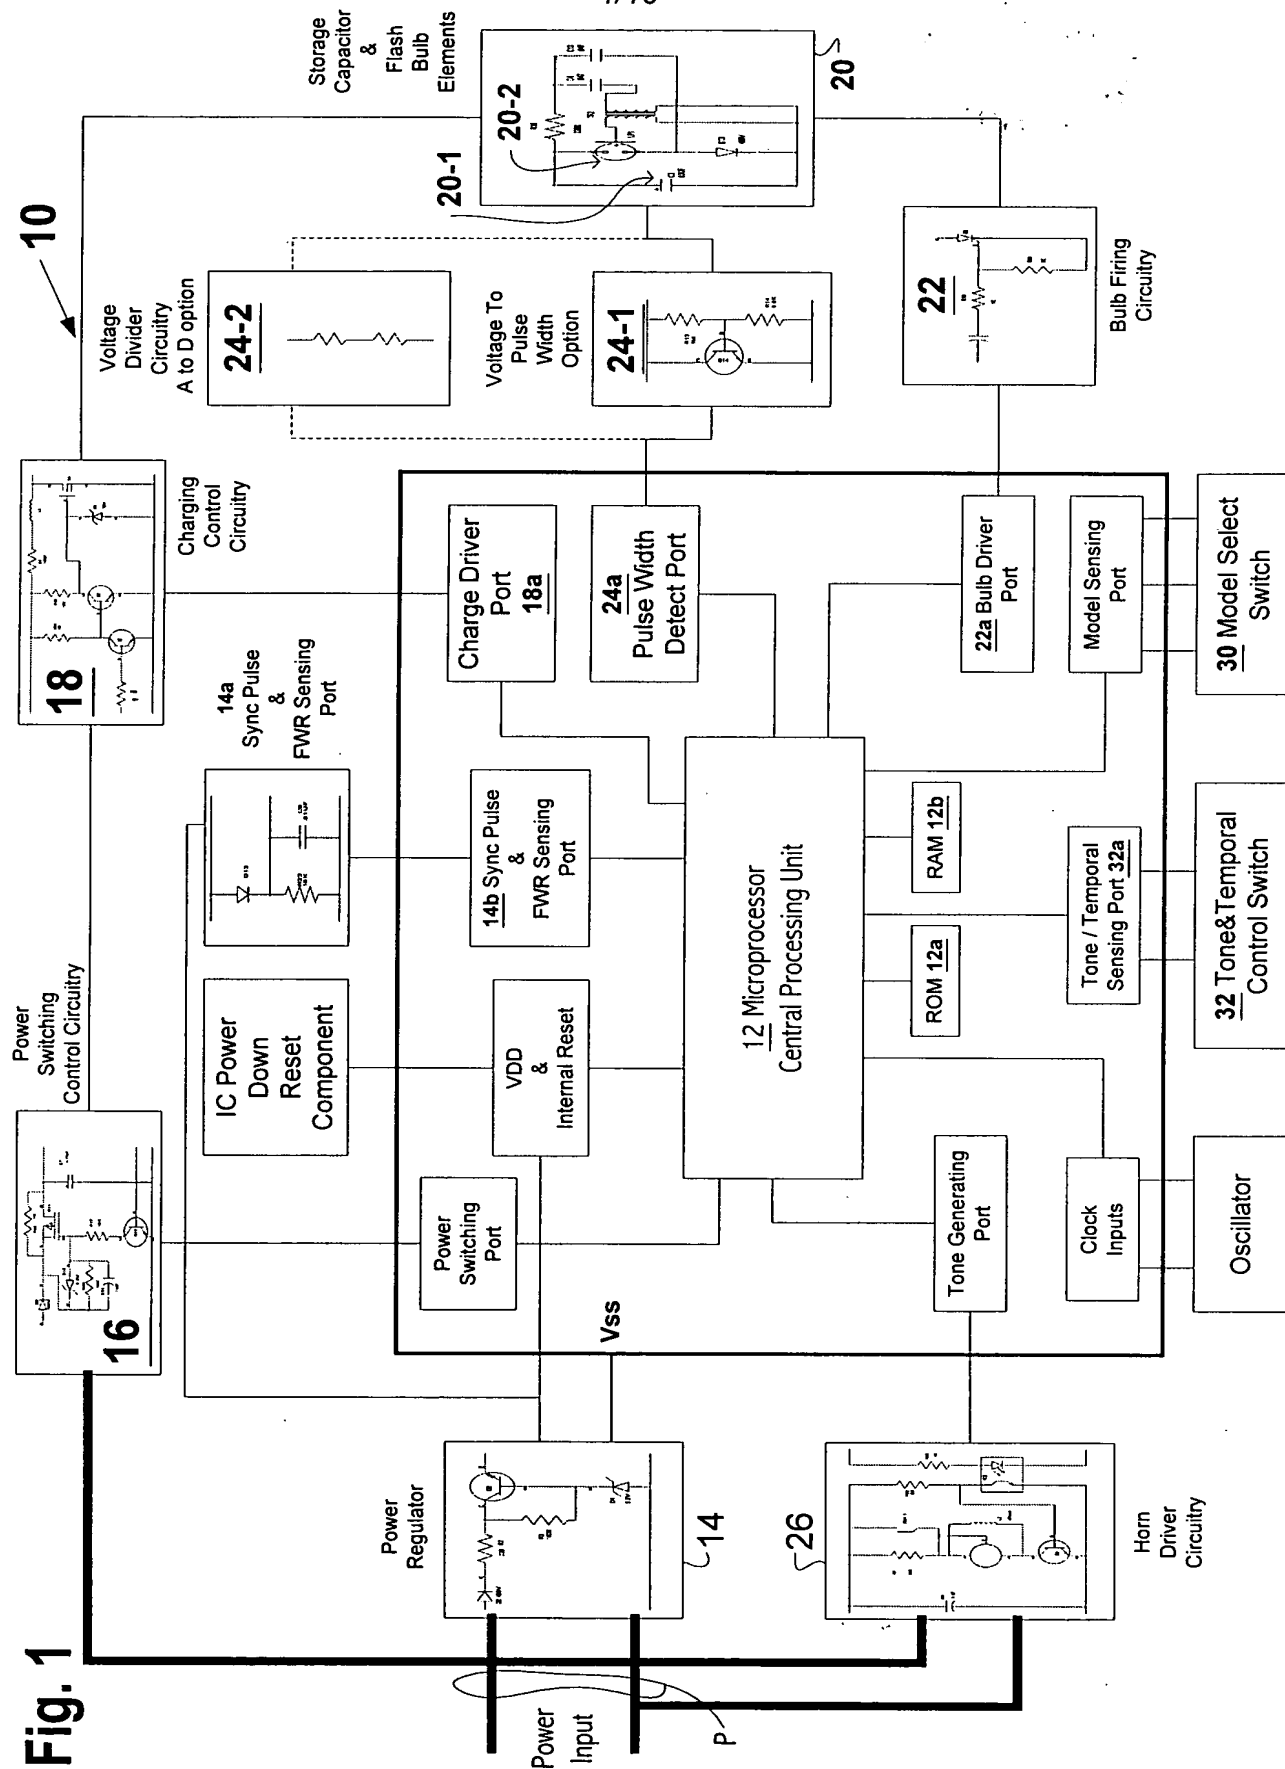 Fig. 1
10
Power
Switching
Control Circuitry
16
18
Charging
Control
Circuitry
Storage
Capacitor
&
Flash
Bulb
Elements
20-1
20-2
20
Voltage
Divider
Circuitry
A to D option
24-2
Voltage To
Pulse
Width
Option
24-1
22
Bulb Firing
Circuitry
14a
Sync Pulse
&
FWR Sensing
Port
IC Power
Down
Reset
Component
Power
Switching
Port
VDD
&
Internal Reset
14b Sync Pulse
&
FWR Sensing
Port
Charge Driver
Port
18a
24a
Pulse Width
Detect Port
22a Bulb Driver
Port
Model Sensing
Port
30 Model Select
Switch
12 Microprocessor
Central Processing Unit
ROM 12a
RAM 12b
Tone / Temporal
Sensing Port 32a
32 Tone&Temporal
Control Switch
Tone Generating
Port
Clock
Inputs
Oscillator
Vss
Power
Regulator
14
26
Horn
Driver
Circuitry
Power
Input
P